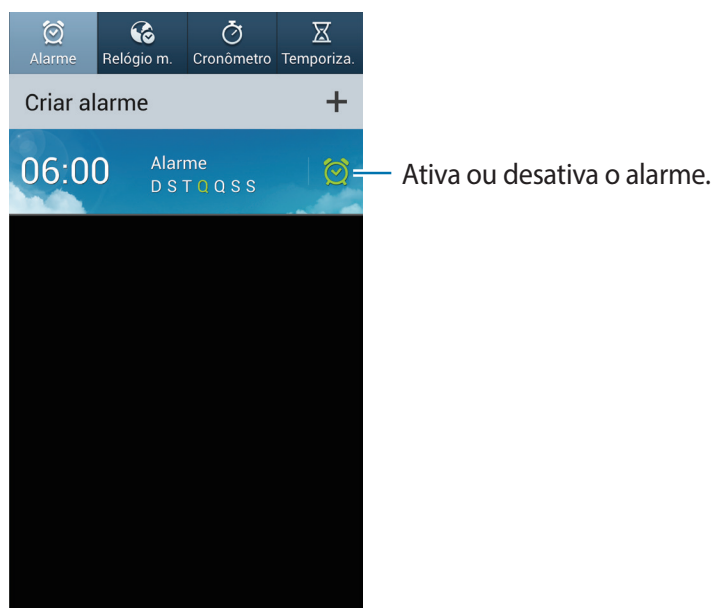 Alarme Relógio m. Cronômetro Temporiza.
Criar alarme +
06:00 Alarme
D S T Q Q S S
Ativa ou desativa o alarme.